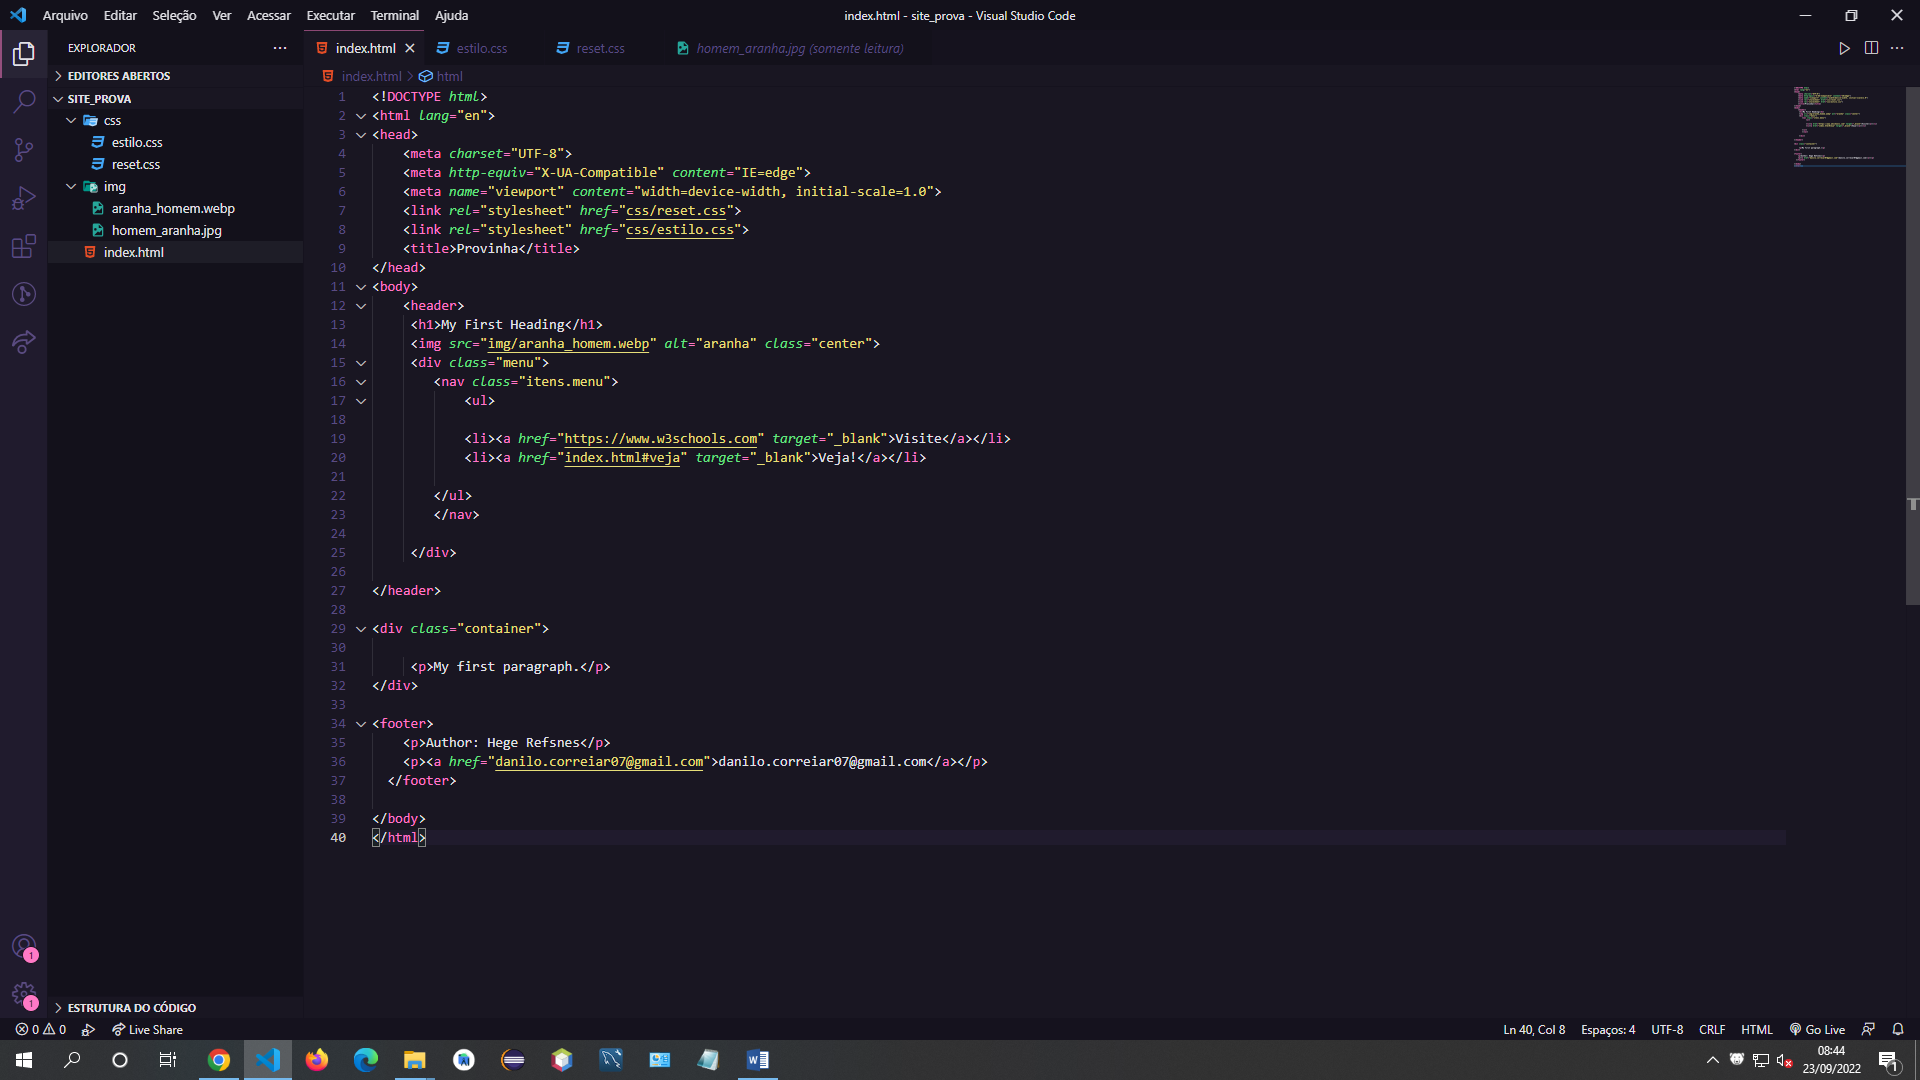 Arquivo Editar Seleção Ver Acessar Executar Terminal Ajuda
index.html - site_prova - Visual Studio Code
EXPLORADOR
EDITORES ABERTOS
SITE_PROVA
css
estilo.css
reset.css
img
aranha_homem.webp
homem_aranha.jpg
index.html
ESTRUTURA DO CÓDIGO
index.html estilo.css reset.css homem_aranha.jpg (somente leitura)
index.html > html
1 <!DOCTYPE html>
2 <html lang="en">
3 <head>
4 <meta charset="UTF-8">
5 <meta http-equiv="X-UA-Compatible" content="IE=edge">
6 <meta name="viewport" content="width=device-width, initial-scale=1.0">
7 <link rel="stylesheet" href="css/reset.css">
8 <link rel="stylesheet" href="css/estilo.css">
9 <title>Provinha</title>
10 </head>
11 <body>
12 <header>
13 <h1>My First Heading</h1>
14 <img src="img/aranha_homem.webp" alt="aranha" class="center">
15 <div class="menu">
16 <nav class="itens.menu">
17 <ul>
18
19 <li><a href="https://www.w3schools.com" target="_blank">Visite</a></li>
20 <li><a href="index.html#veja" target="_blank">Veja!</a></li>
21
22 </ul>
23 </nav>
24
25 </div>
26
27 </header>
28
29 <div class="container">
30
31 <p>My first paragraph.</p>
32 </div>
33
34 <footer>
35 <p>Author: Hege Refsnes</p>
36 <p><a href="danilo.correiar07@gmail.com">danilo.correiar07@gmail.com</a></p>
37 </footer>
38
39 </body>
40 </html>
1
1
0 0 Live Share
Ln 40, Col 8 Espaços: 4 UTF-8 CRLF HTML Go Live
08:44
23/09/2022
1